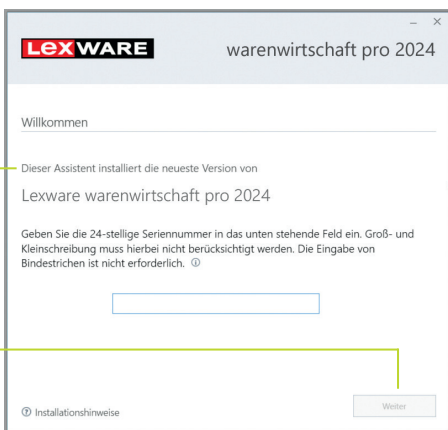 LEXWARE
warenwirtschaft pro 2024
Willkommen
Dieser Assistent installiert die neueste Version von
Lexware warenwirtschaft pro 2024
Geben Sie die 24-stellige Seriennummer in das unten stehende Feld ein. Groß- und
Kleinschreibung muss hierbei nicht berücksichtigt werden. Die Eingabe von
Bindestrichen ist nicht erforderlich.
Installationshinweise
Weiter